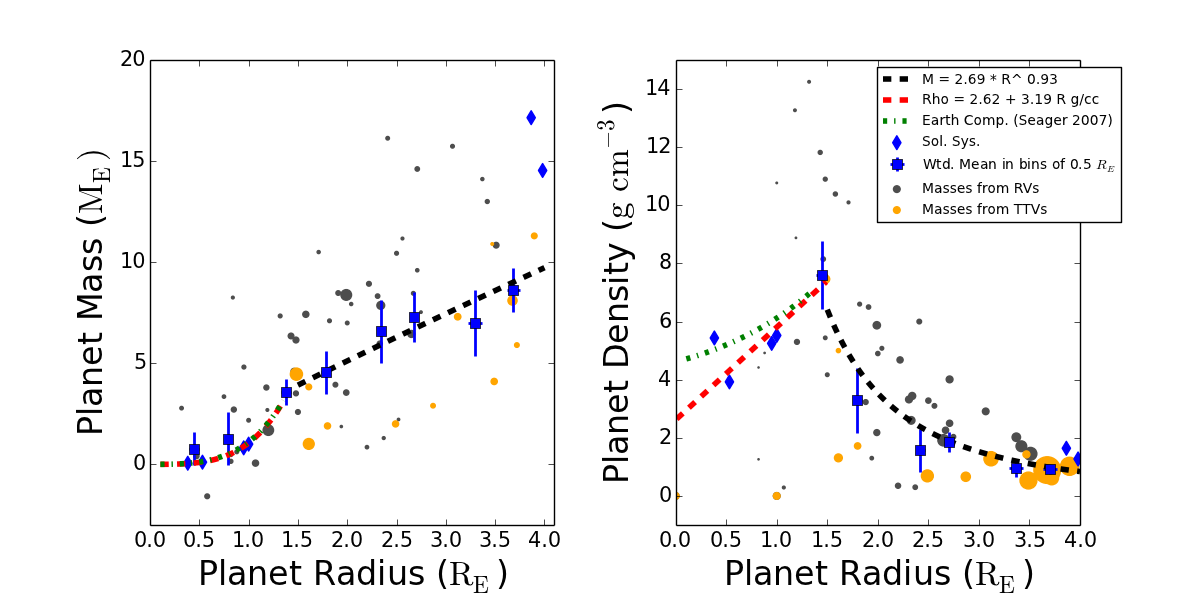 20
15
10
5
0
0.0 0.5 1.0 1.5 2.0 2.5 3.0 3.5 4.0
Planet Mass (M_E)
Planet Radius (R_E)
14
12
10
8
6
4
2
0
0.0 0.5 1.0 1.5 2.0 2.5 3.0 3.5 4.0
Planet Density (g cm⁻³)
Planet Radius (R_E)
M = 2.69 * R^ 0.93
Rho = 2.62 + 3.19 R g/cc
Earth Comp. (Seager 2007)
Sol. Sys.
Wtd. Mean in bins of 0.5 R_E
Masses from RVs
Masses from TTVs